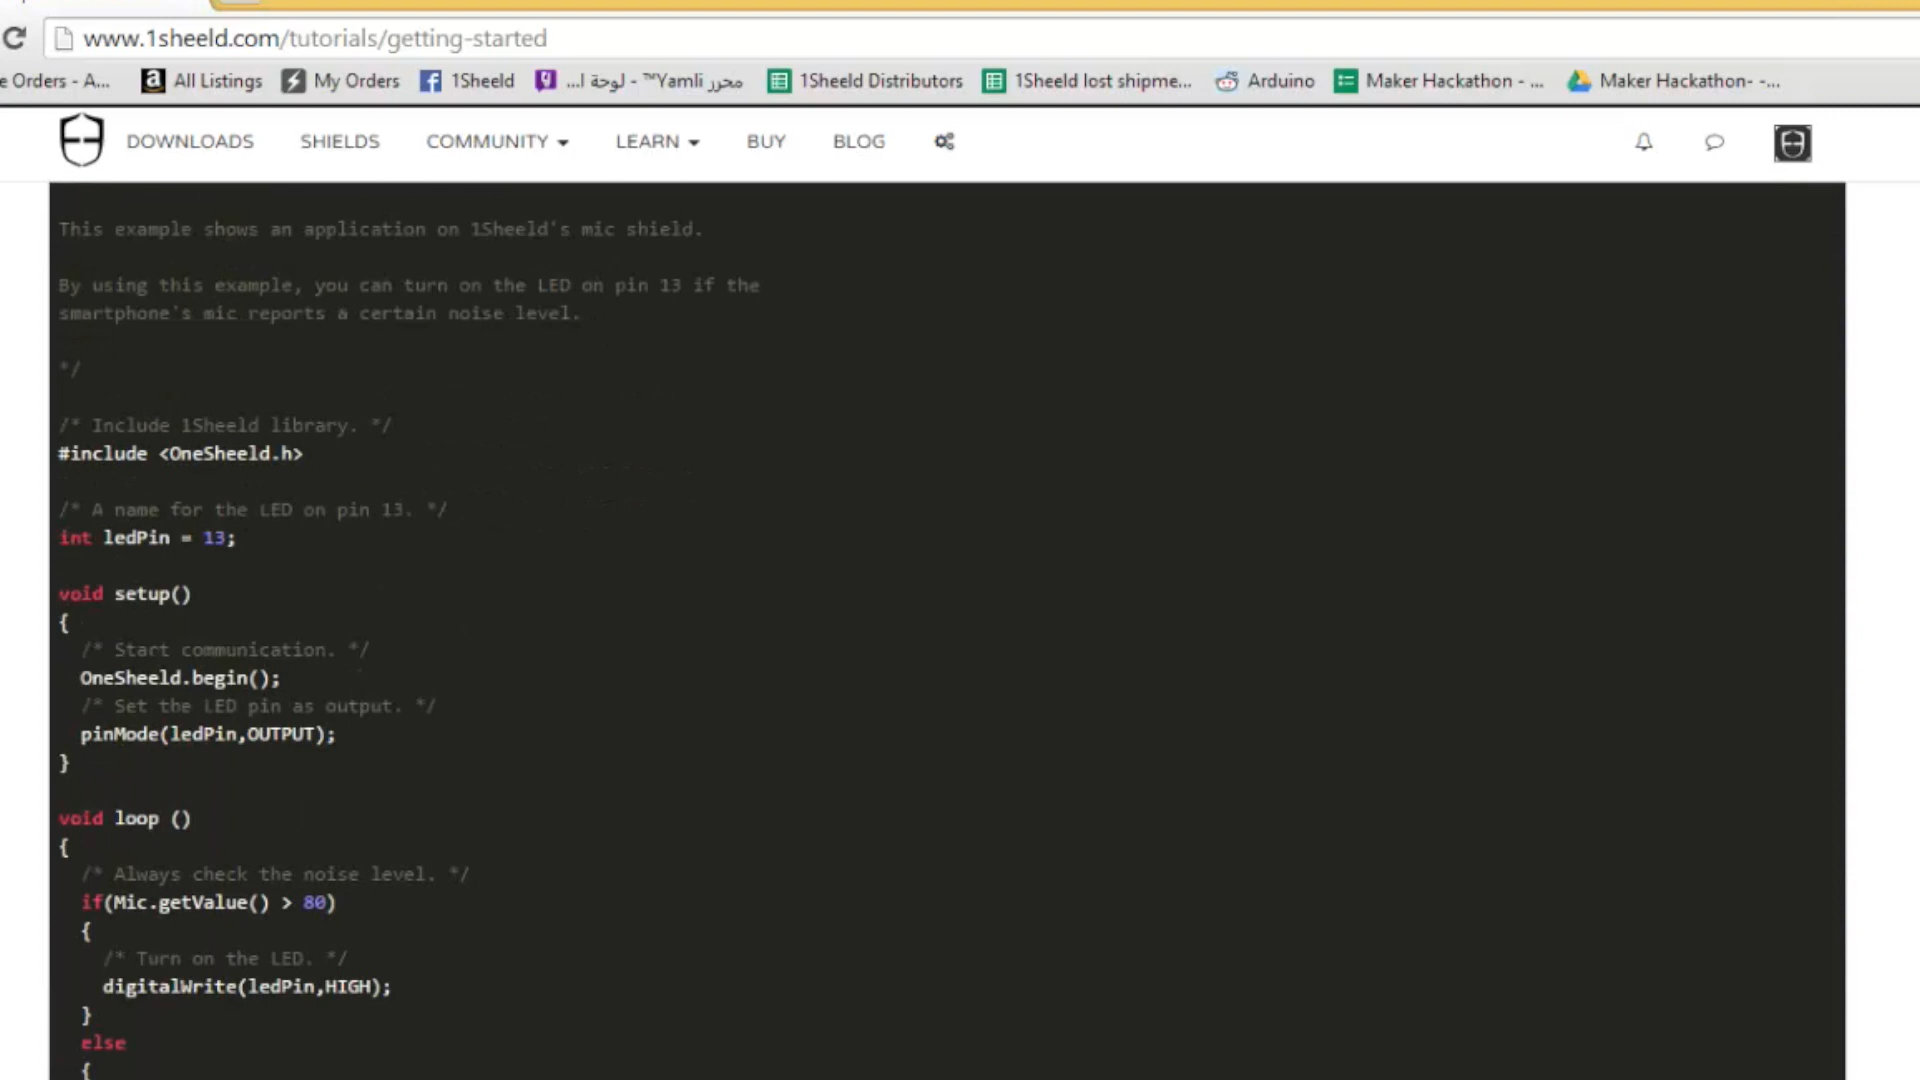 www.1sheeld.com/tutorials/getting-started
e Orders - A...
All Listings
My Orders
1Sheeld
محرر Yamli™ - لوحة ا...
1Sheeld Distributors
1Sheeld lost shipme...
Arduino
Maker Hackathon - ...
Maker Hackathon- -...
DOWNLOADS
SHIELDS
COMMUNITY
LEARN
BUY
BLOG
This example shows an application on 1Sheeld's mic shield.
By using this example, you can turn on the LED on pin 13 if the
smartphone's mic reports a certain noise level.
*/
/* Include 1Sheeld library. */
#include <OneSheeld.h>
/* A name for the LED on pin 13. */
int ledPin = 13;
void setup()
{
/* Start communication. */
OneSheeld.begin();
/* Set the LED pin as output. */
pinMode(ledPin,OUTPUT);
}
void loop ()
{
/* Always check the noise level. */
if(Mic.getValue() > 80)
{
/* Turn on the LED. */
digitalWrite(ledPin,HIGH);
}
else
{